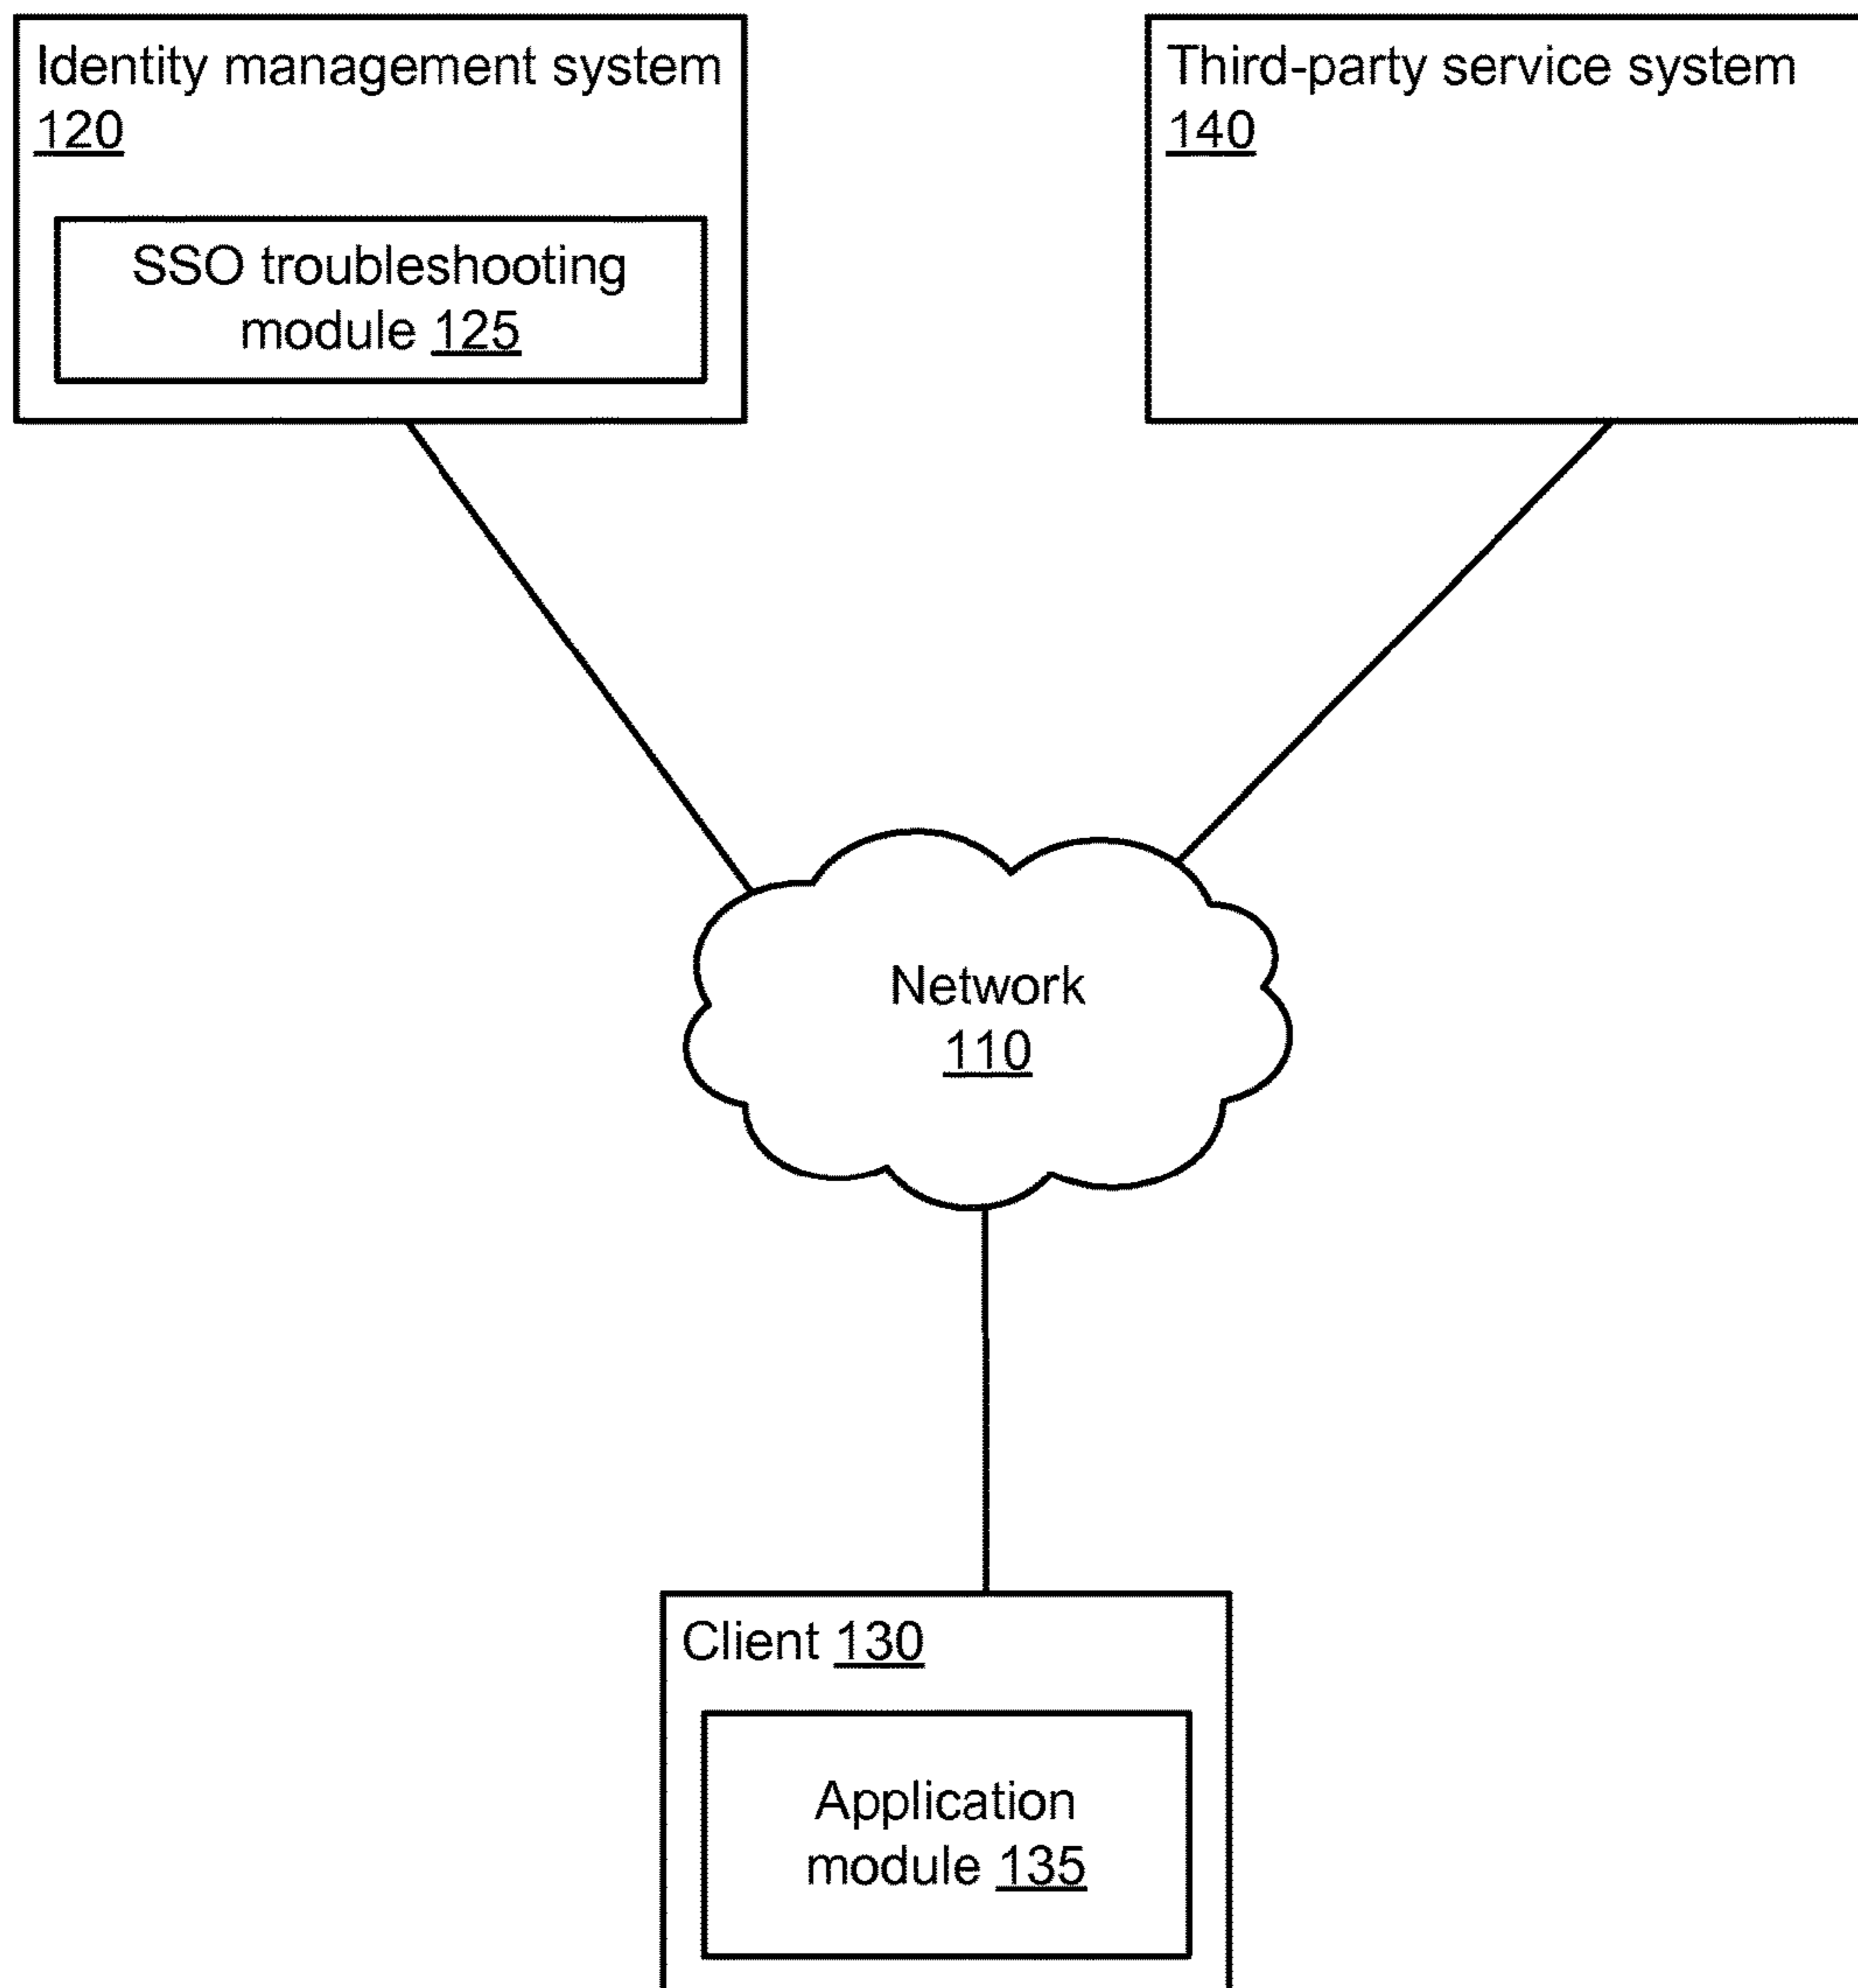 Identity management system
120
SSO troubleshooting
module 125
Third-party service system
140
Network
110
Client 130
Application
module 135